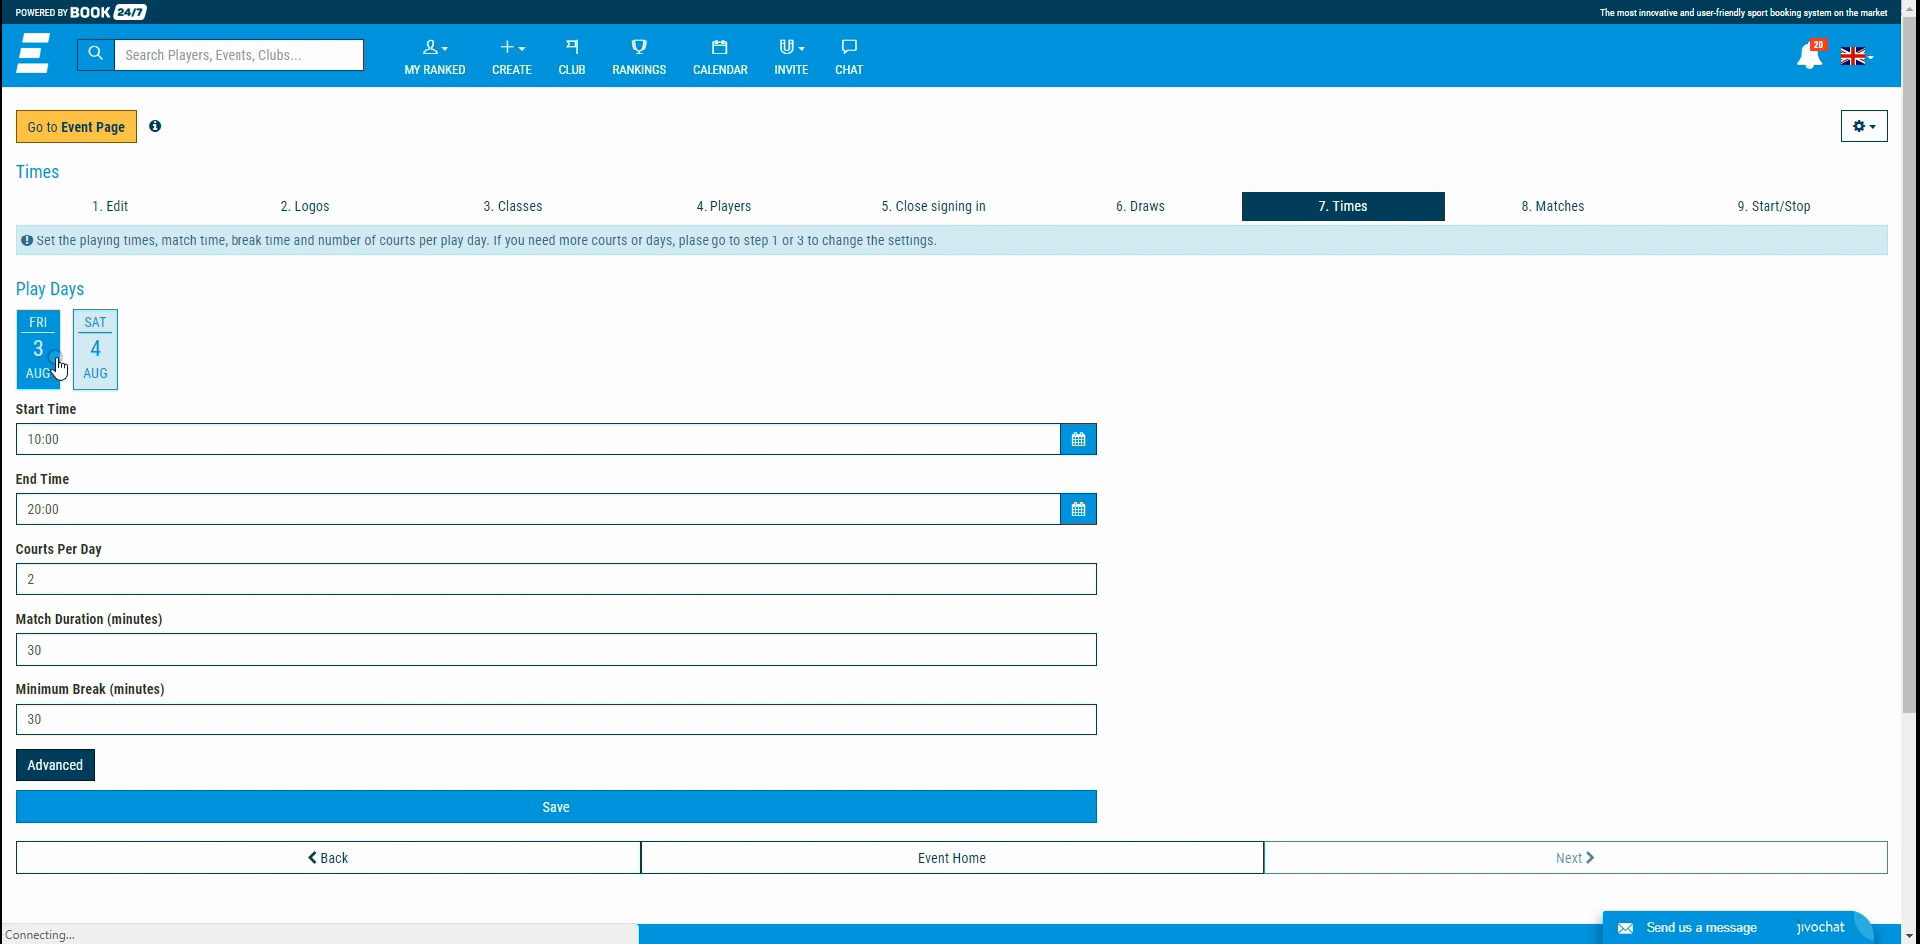 POWERED BY BOOK 24/7
The most innovative and user-friendly sport booking system on the market
Search Players, Events, Clubs...
MY RANKED
CREATE
CLUB
RANKINGS
CALENDAR
INVITE
CHAT
20
Go to Event Page
Times
1. Edit
2. Logos
3. Classes
4. Players
5. Close signing in
6. Draws
7. Times
8. Matches
9. Start/Stop
Set the playing times, match time, break time and number of courts per play day. If you need more courts or days, plase go to step 1 or 3 to change the settings.
Play Days
FRI
3
AUG
SAT
4
AUG
Start Time
10:00
End Time
20:00
Courts Per Day
2
Match Duration (minutes)
30
Minimum Break (minutes)
30
Advanced
Save
Back
Event Home
Next
Connecting...
Send us a message
jivochat